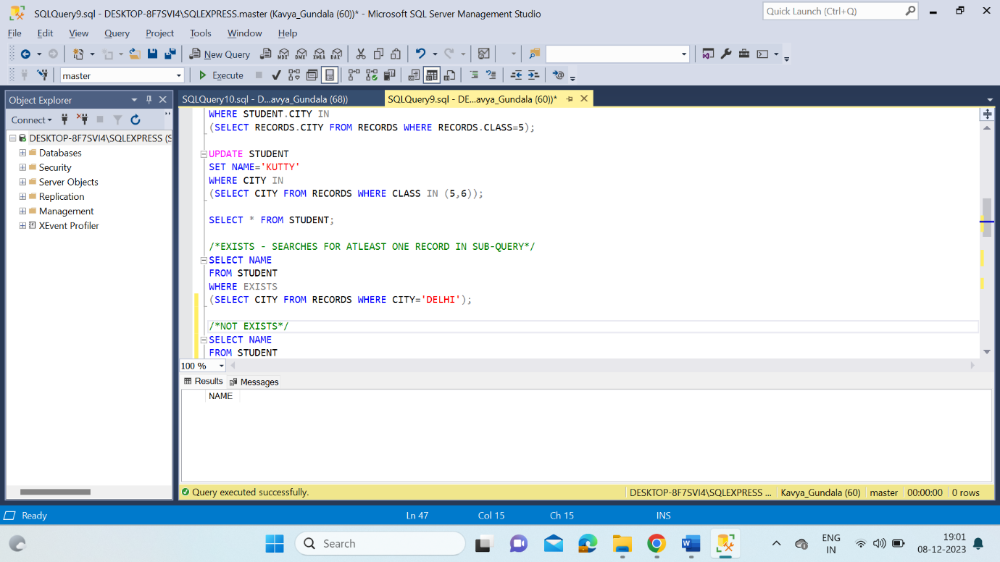 SQLQuery9.sql - DESKTOP-8F7SVI4\SQLEXPRESS.master (Kavya_Gundala (60))* - Microsoft SQL Server Management Studio
Quick Launch (Ctrl+Q)
File Edit View Query Project Tools Window Help
New Query MDX DMX XMLA DAX
master
Execute
Object Explorer
SQLQuery10.sql - D...avya_Gundala (68))
SQLQuery9.sql - DE...avya_Gundala (60))*
Connect
DESKTOP-8F7SVI4\SQLEXPRESS (S
Databases
Security
Server Objects
Replication
Management
XEvent Profiler
WHERE STUDENT.CITY IN
(SELECT RECORDS.CITY FROM RECORDS WHERE RECORDS.CLASS=5);
UPDATE STUDENT
SET NAME='KUTTY'
WHERE CITY IN
(SELECT CITY FROM RECORDS WHERE CLASS IN (5,6));
SELECT * FROM STUDENT;
/*EXISTS - SEARCHES FOR ATLEAST ONE RECORD IN SUB-QUERY*/
SELECT NAME
FROM STUDENT
WHERE EXISTS
(SELECT CITY FROM RECORDS WHERE CITY='DELHI');
/*NOT EXISTS*/
SELECT NAME
FROM STUDENT
100 %
Results Messages
NAME
Query executed successfully.
DESKTOP-8F7SVI4\SQLEXPRESS ... Kavya_Gundala (60) master 00:00:00 0 rows
Ready Ln 47 Col 15 Ch 15 INS
Search
ENG
IN
19:01
08-12-2023